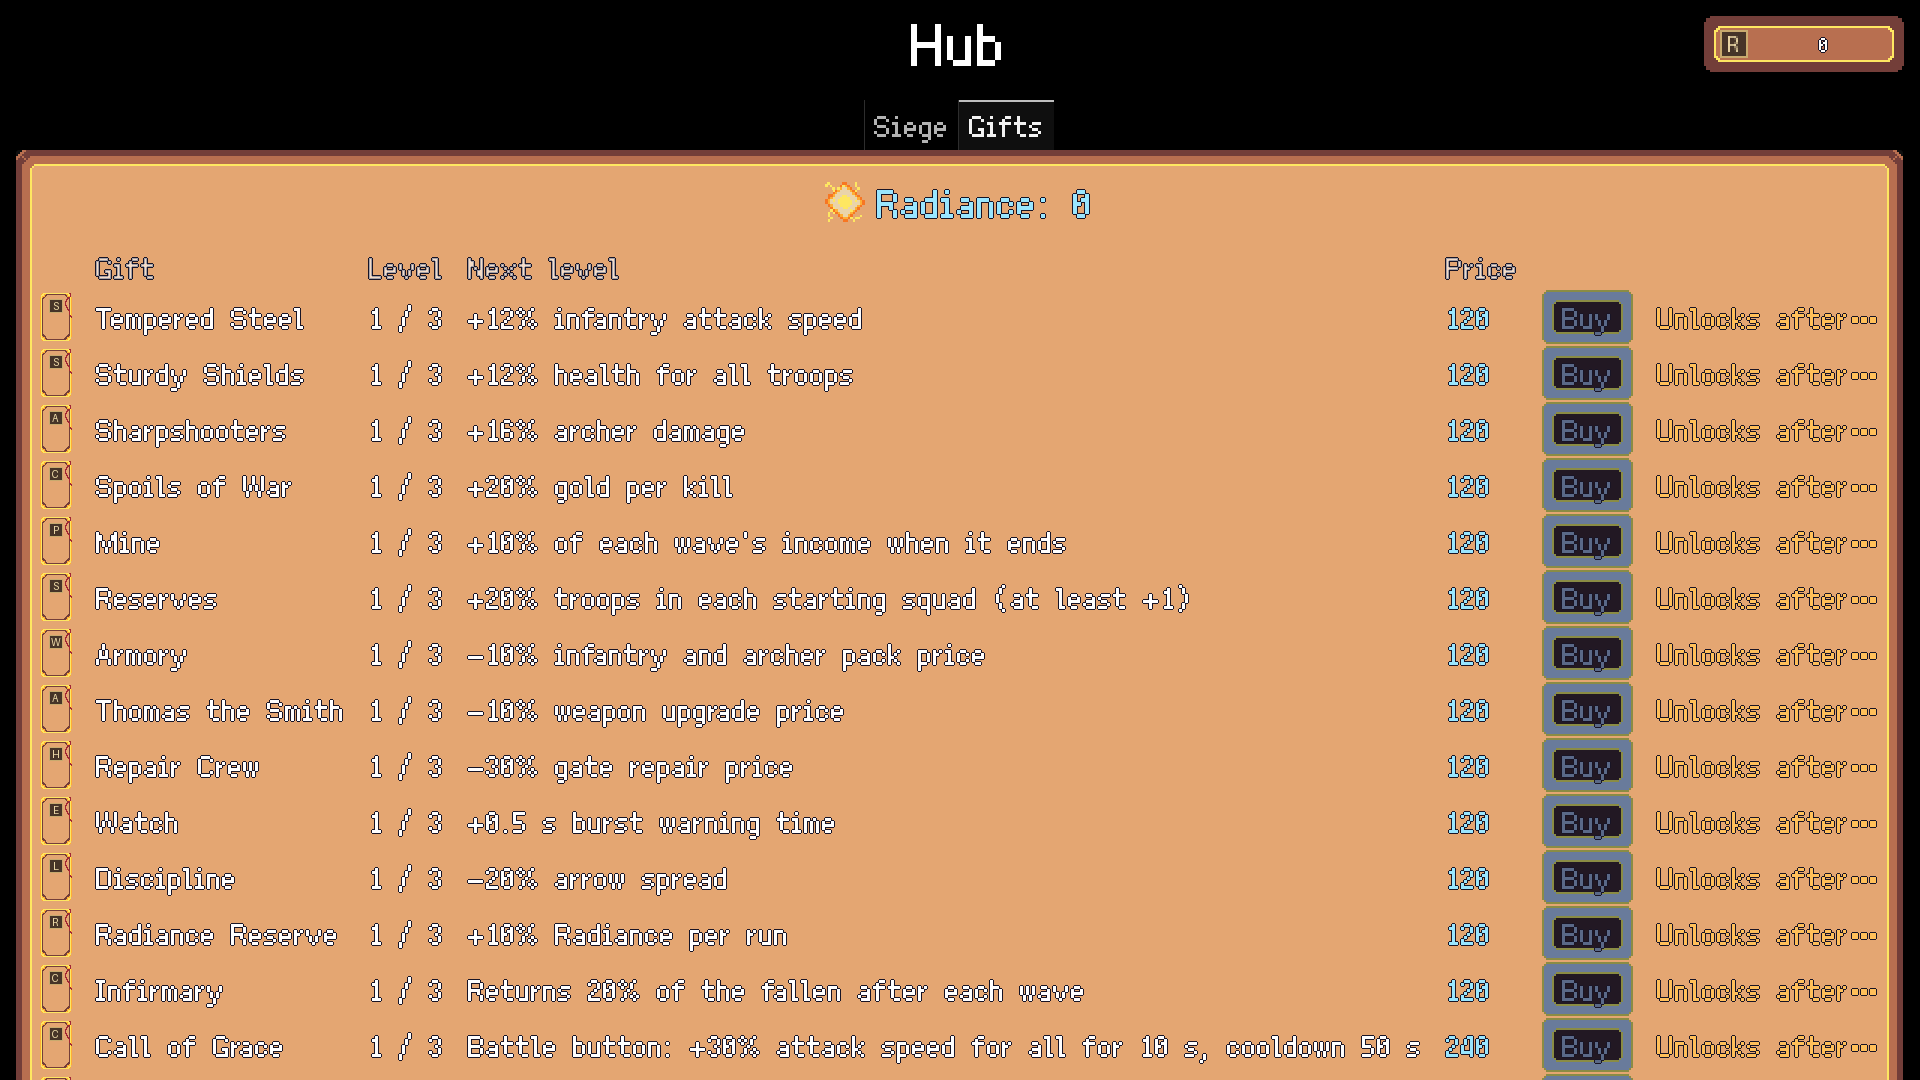 Hub
R 0
Siege Gifts
Radiance: 0
Gift Level Next level Price
S Tempered Steel 1 / 3 +12% infantry attack speed 120 Buy Unlocks after…
S Sturdy Shields 1 / 3 +12% health for all troops 120 Buy Unlocks after…
A Sharpshooters 1 / 3 +16% archer damage 120 Buy Unlocks after…
C Spoils of War 1 / 3 +20% gold per kill 120 Buy Unlocks after…
P Mine 1 / 3 +10% of each wave's income when it ends 120 Buy Unlocks after…
S Reserves 1 / 3 +20% troops in each starting squad (at least +1) 120 Buy Unlocks after…
W Armory 1 / 3 −10% infantry and archer pack price 120 Buy Unlocks after…
A Thomas the Smith 1 / 3 −10% weapon upgrade price 120 Buy Unlocks after…
H Repair Crew 1 / 3 −30% gate repair price 120 Buy Unlocks after…
E Watch 1 / 3 +0.5 s burst warning time 120 Buy Unlocks after…
L Discipline 1 / 3 −20% arrow spread 120 Buy Unlocks after…
R Radiance Reserve 1 / 3 +10% Radiance per run 120 Buy Unlocks after…
C Infirmary 1 / 3 Returns 20% of the fallen after each wave 120 Buy Unlocks after…
C Call of Grace 1 / 3 Battle button: +30% attack speed for all for 10 s, cooldown 50 s 240 Buy Unlocks after…